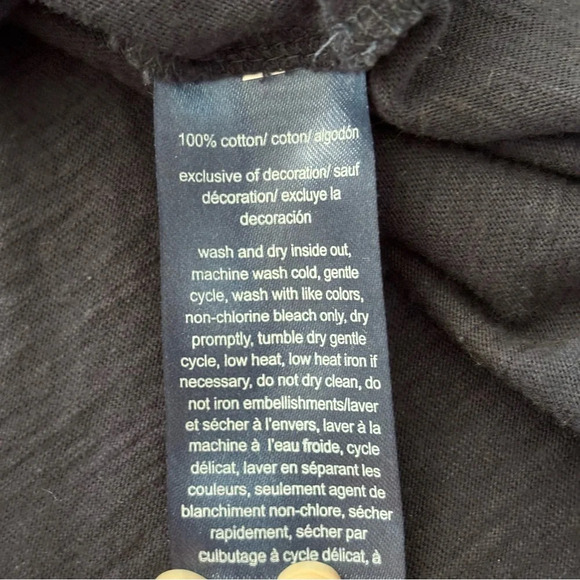 100% cotton/ coton/ algodón
exclusive of decoration/ sauf
décoration/ excluye la
decoración
wash and dry inside out,
machine wash cold, gentle
cycle, wash with like colors,
non-chlorine bleach only, dry
promptly, tumble dry gentle
cycle, low heat, low heat iron if
necessary, do not dry clean, do
not iron embellishments/laver
et sécher à l'envers, laver à la
machine à l'eau froide, cycle
délicat, laver en séparant les
couleurs, seulement agent de
blanchiment non-chlore, sécher
rapidement, sécher par
culbutage à cycle délicat, à